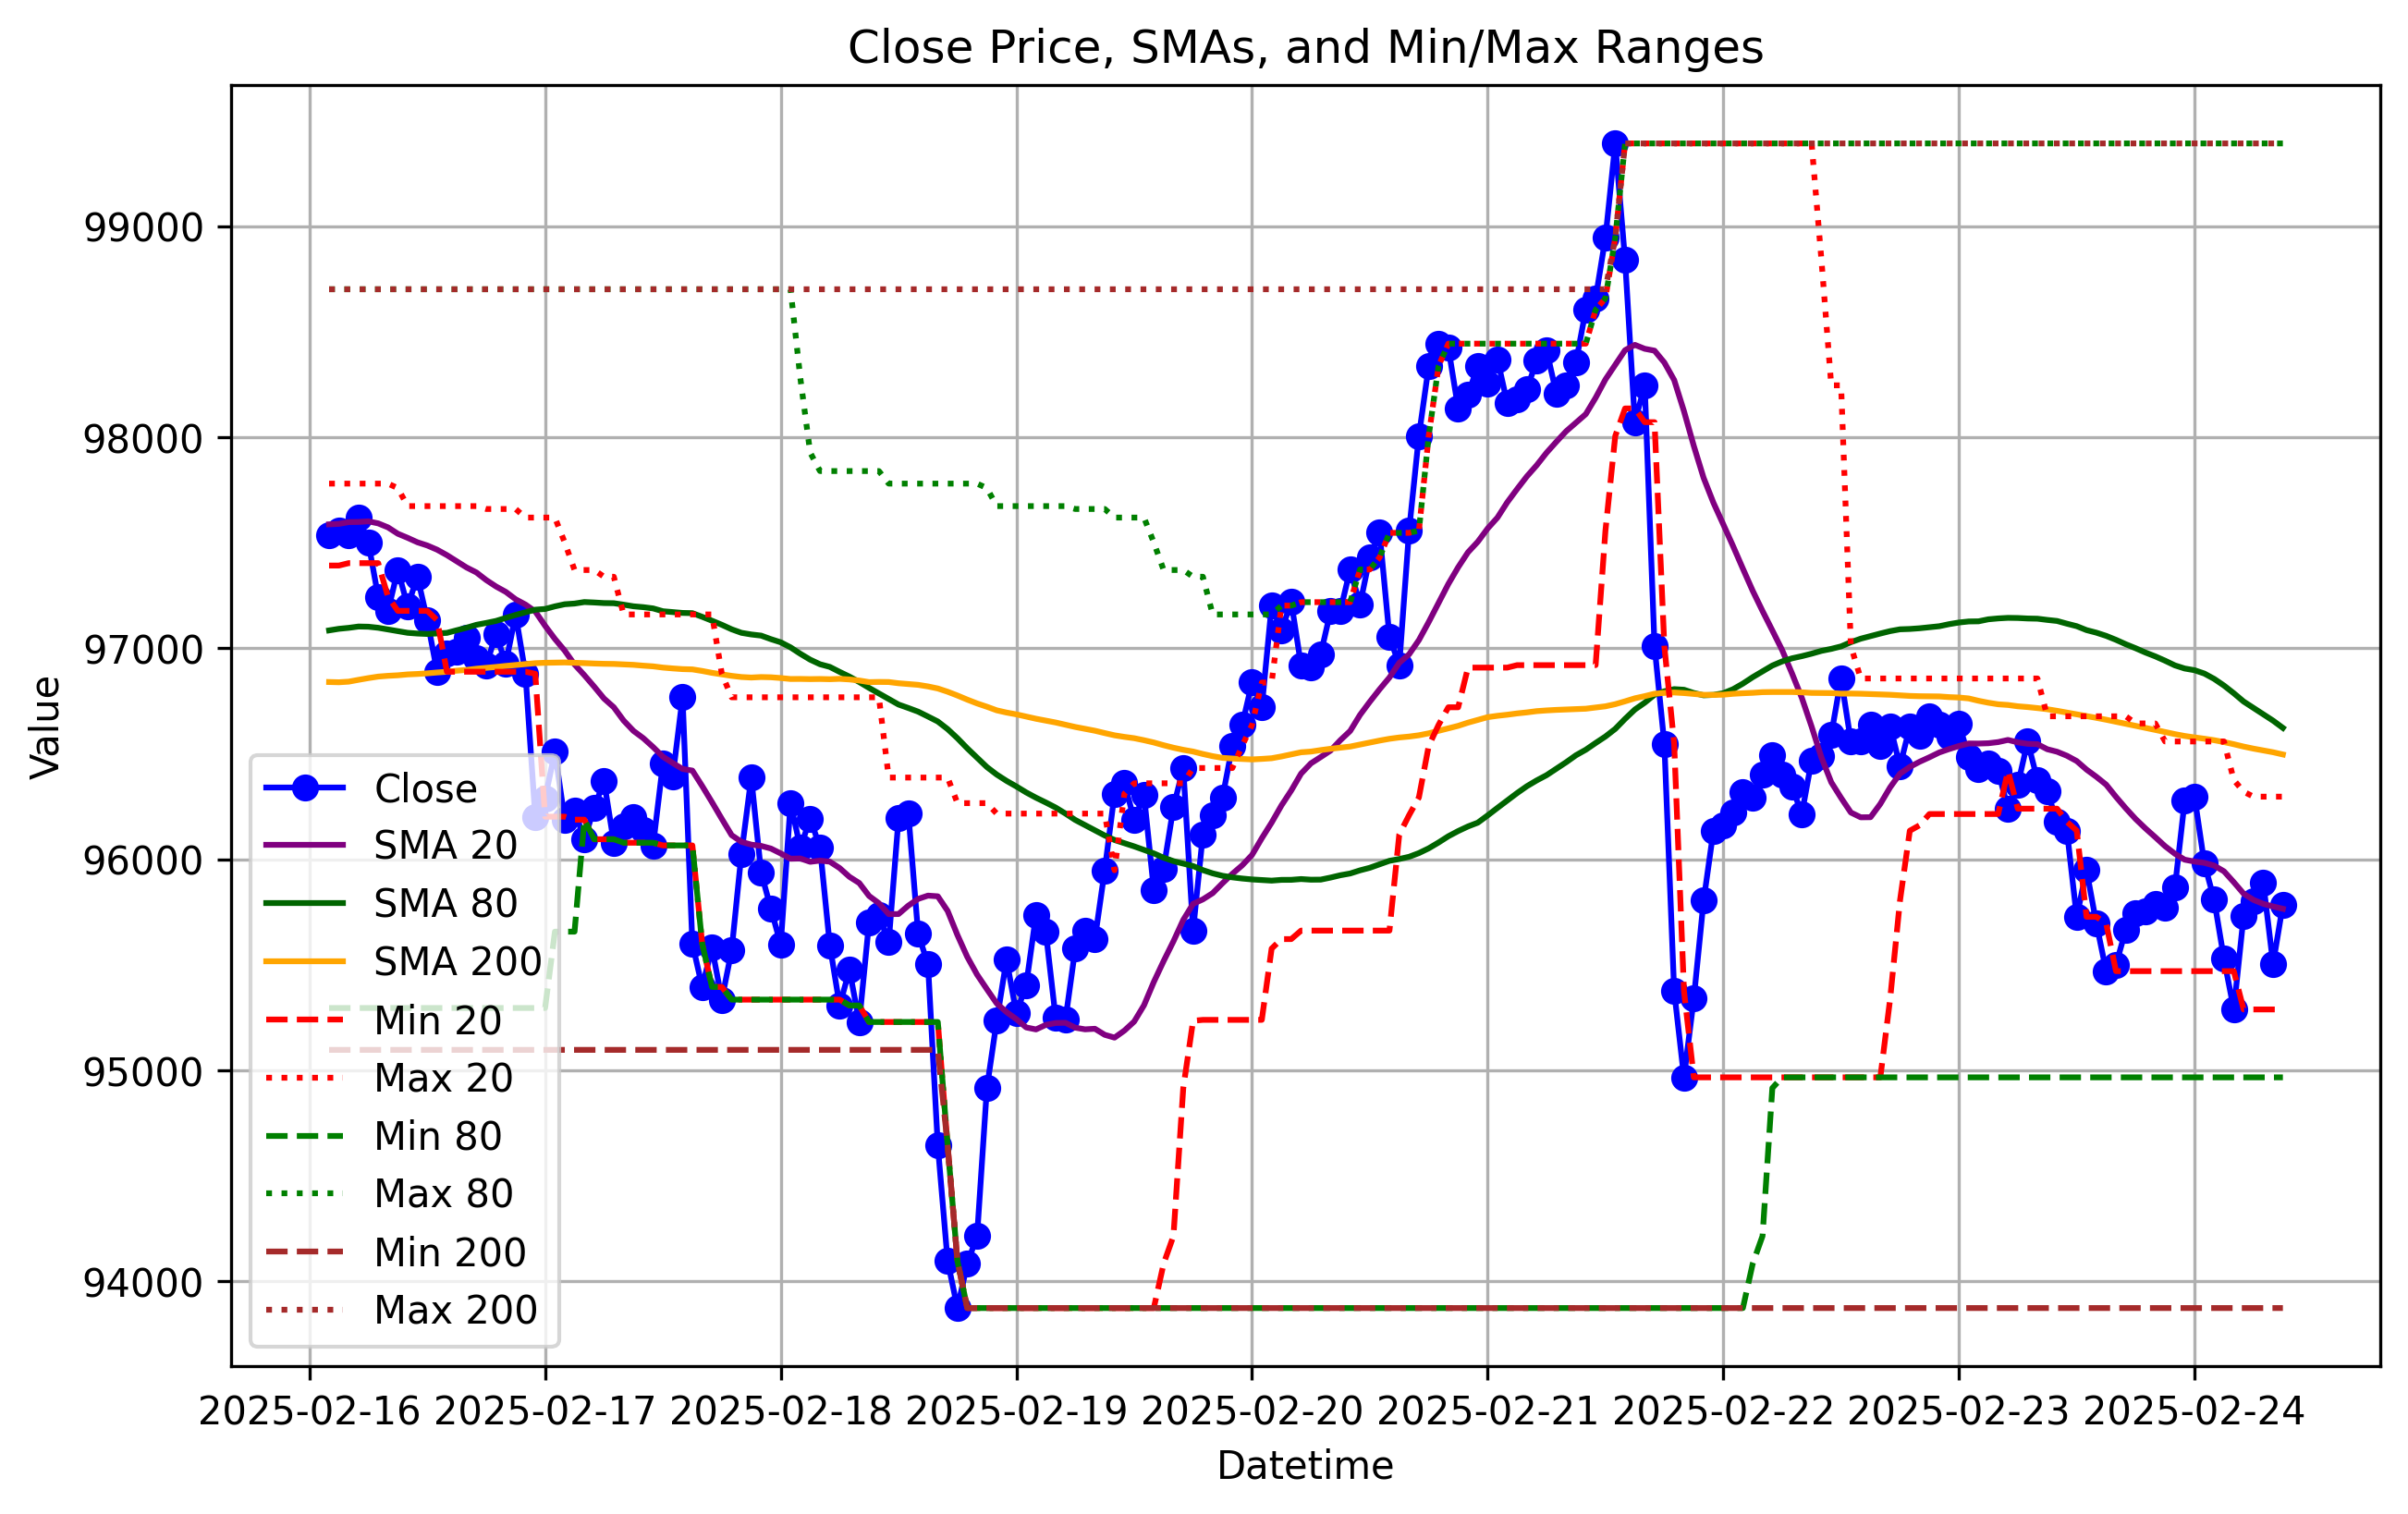 Close Price, SMAs, and Min/Max Ranges
Value
99000
98000
97000
96000
95000
94000
Close
SMA 20
SMA 80
SMA 200
Min 20
Max 20
Min 80
Max 80
Min 200
Max 200
2025-02-16 2025-02-17 2025-02-18 2025-02-19 2025-02-20 2025-02-21 2025-02-22 2025-02-23 2025-02-24
Datetime